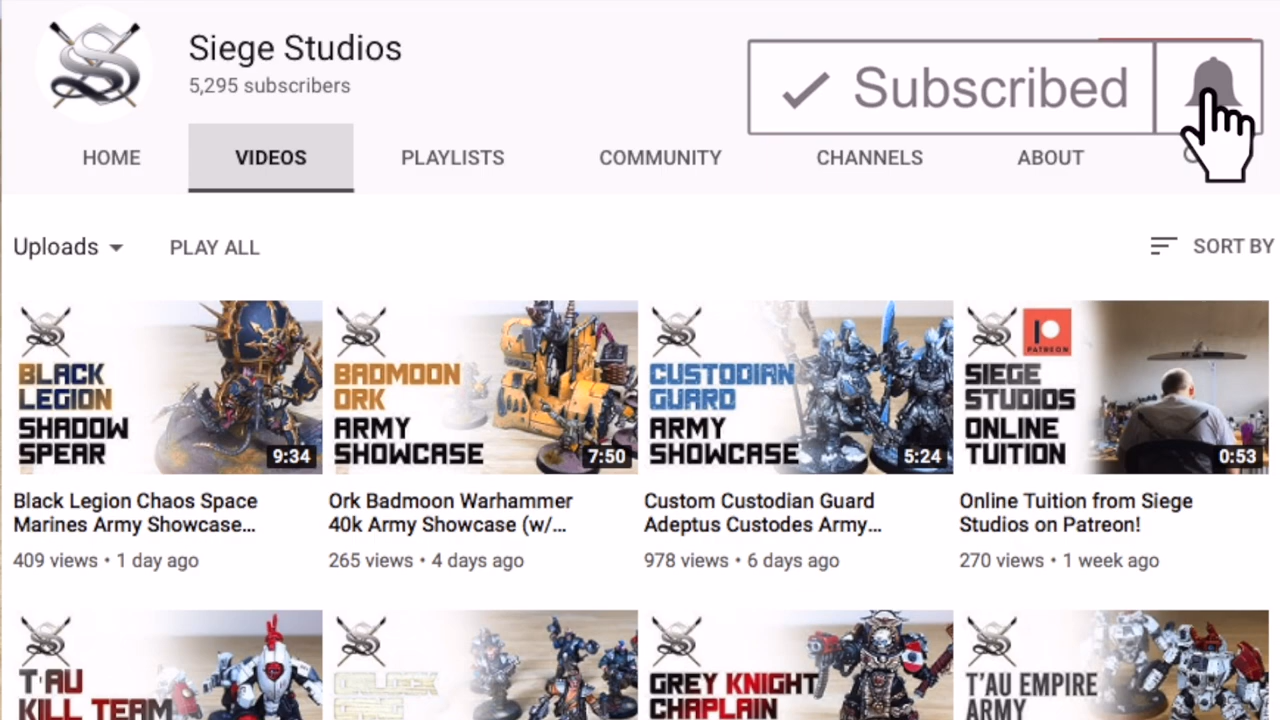 Siege Studios
5,295 subscribers
Subscribed
HOME VIDEOS PLAYLISTS COMMUNITY CHANNELS ABOUT
Uploads PLAY ALL SORT BY
BLACK
LEGION
SHADOW
SPEAR
9:34
BADMOON
ORK
ARMY
SHOWCASE
7:50
CUSTODIAN
GUARD
ARMY
SHOWCASE
5:24
PATREON
SIEGE
STUDIOS
ONLINE
TUITION
0:53
Black Legion Chaos Space
Marines Army Showcase...
409 views • 1 day ago
Ork Badmoon Warhammer
40k Army Showcase (w/...
265 views • 4 days ago
Custom Custodian Guard
Adeptus Custodes Army...
978 views • 6 days ago
Online Tuition from Siege
Studios on Patreon!
270 views • 1 week ago
T'AU
KILL TEAM
GREY KNIGHT
CHAPLAIN
T'AU EMPIRE
ARMY